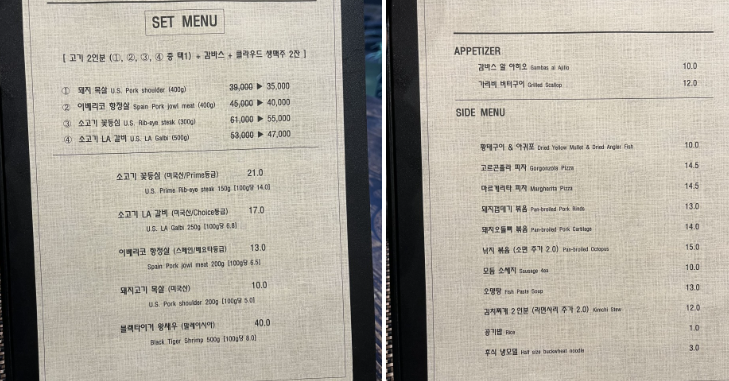 SET MENU
[ 고기 2인분 (①, ②, ③, ④ 중 택1) + 감바스 + 클라우드 생맥주 2잔 ]
① 돼지 목살 U.S. Pork shoulder (400g) 39,000 ▶ 35,000
② 이베리코 항정살 Spain Pork jowl meat (400g) 45,000 ▶ 40,000
③ 소고기 꽃등심 U.S. Rib-eye steak (300g) 61,000 ▶ 55,000
④ 소고기 LA 갈비 U.S. LA Galbi (500g) 53,000 ▶ 47,000
소고기 꽃등심 (미국산/Prime등급) 21.0
U.S. Prime Rib-eye steak 150g [100g당 14.0]
소고기 LA 갈비 (미국산/Choice등급) 17.0
U.S. LA Galbi 250g [100g당 6.8]
이베리코 항정살 (스페인/베요타등급) 13.0
Spain Pork jowl meat 200g [100g당 6.5]
돼지고기 목살 (미국산) 10.0
U.S. Pork shoulder 200g [100g당 5.0]
블랙타이거 왕새우 (말레이시아) 40.0
Black Tiger Shrimp 500g [100g당 8.0]
APPETIZER
감바스 알 아히오 Gambas al Ajillo 10.0
가리비 버터구이 Grilled Scallop 12.0
SIDE MENU
황태구이 & 아귀포 Dried Yellow Mullet & Dried Angler Fish 10.0
고르곤졸라 피자 Gorgonzola Pizza 14.5
마르게리타 피자 Margherita Pizza 14.5
돼지껍데기 볶음 Pan-broiled Pork Rinds 13.0
돼지오돌뼈 볶음 Pan-broiled Pork Cartilage 14.0
낙지 볶음 (소면 추가 2.0) Pan-broiled Octopus 15.0
모둠 소세지 Sausage 4ea 10.0
오뎅탕 Fish Paste Soup 13.0
김치찌개 2인분 (라면사리 추가 2.0) Kimchi Stew 12.0
공기밥 Rice 1.0
후식 냉모밀 Half size buckwheat noodle 3.0